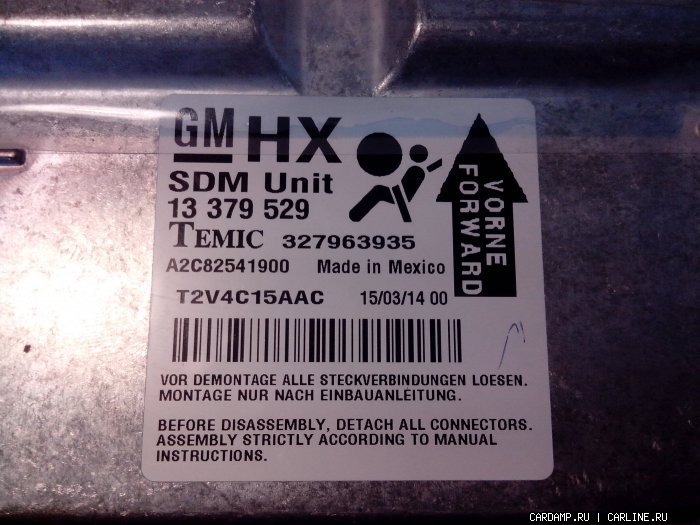 GM HX
SDM Unit
13 379 529
TEMIC 327963935
A2C82541900 Made in Mexico
T2V4C15AAC 15/03/14 00
VORNE
FORWARD
VOR DEMONTAGE ALLE STECKVERBINDUNGEN LOESEN.
MONTAGE NUR NACH EINBAUANLEITUNG.
BEFORE DISASSEMBLY, DETACH ALL CONNECTORS.
ASSEMBLY STRICTLY ACCORDING TO MANUAL
INSTRUCTIONS.
CARDAMP.RU | CARLINE.RU